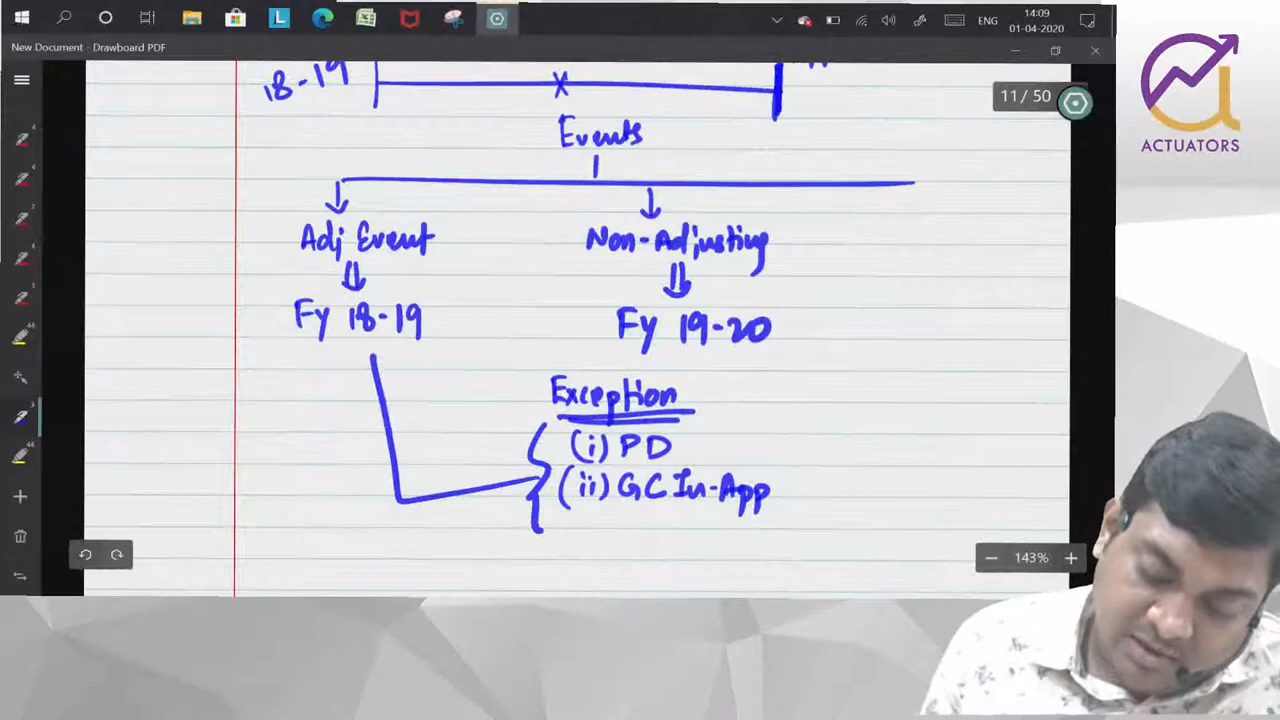 14:09
ENG
01-04-2020
New Document - Drawboard PDF
18-19
11 / 50
Events
Adj Event
Non-Adjusting
Fy 18-19
Fy 19-20
Exception
(i) PD
(ii) GC In-App
143%
ACTUATORS